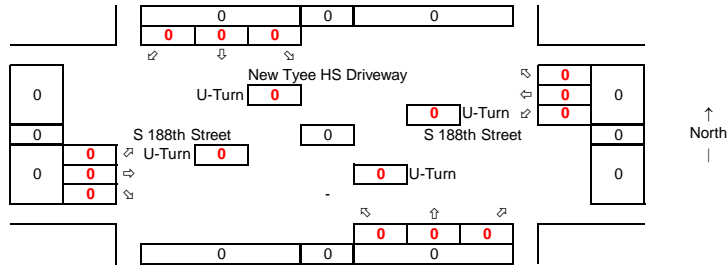 0 0 0
0 0 0
⬃ ⇩ ⬂
New Tyee HS Driveway
⬁ 0
0 U-Turn 0 ⇦ 0 0
0 U-Turn ⬃ 0 ↑
0 S 188th Street 0 S 188th Street 0 North
0 ⬀ U-Turn 0 |
0 0 ⇨ 0 U-Turn 0
0 ⬂ -
⬁ ⇧ ⬀
0 0 0
0 0 0